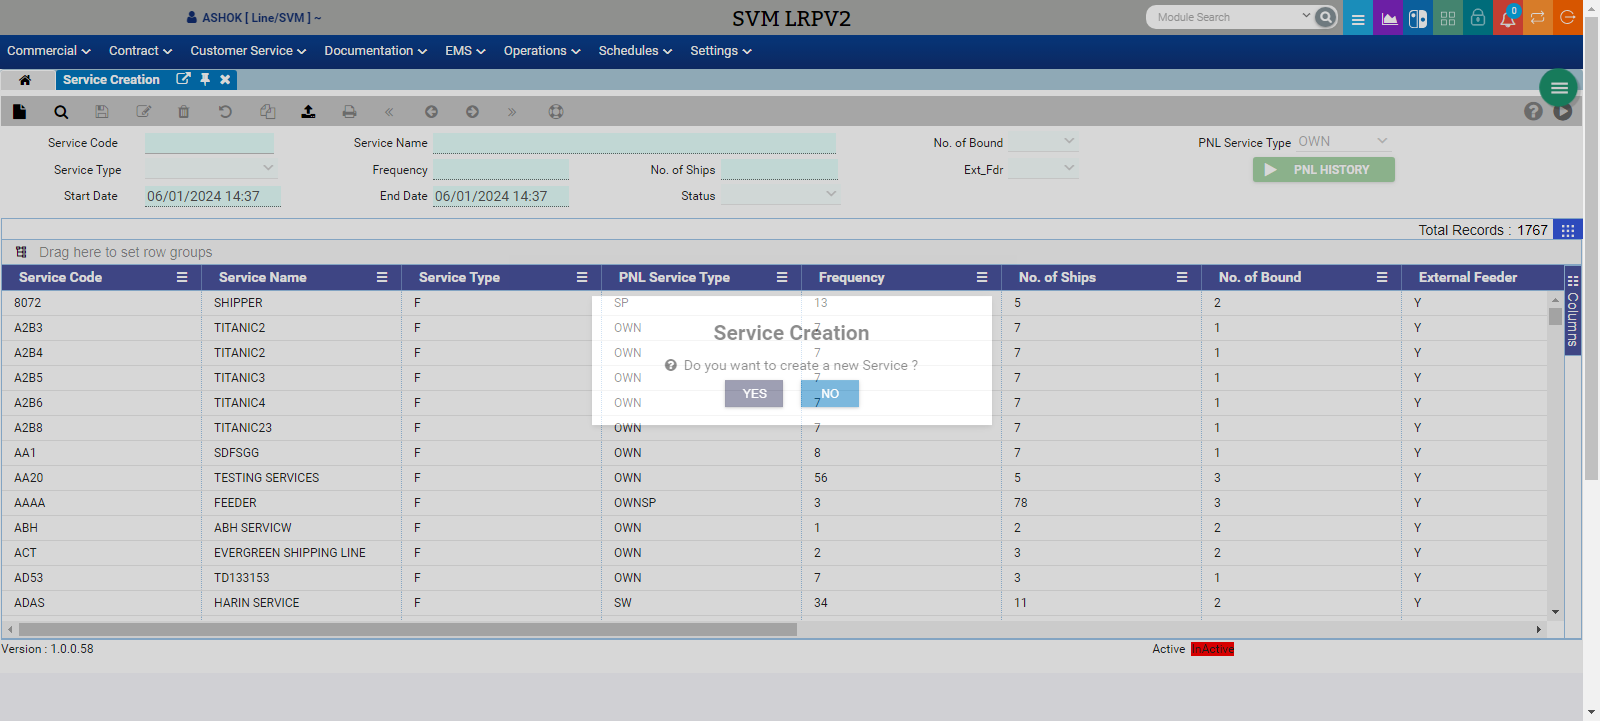 ASHOK [ Line/SVM ] ~
SVM LRPV2
Module Search
0
Commercial Contract Customer Service Documentation EMS Operations Schedules Settings
Service Creation
Service Code Service Name No. of Bound PNL Service Type OWN
Service Type Frequency No. of Ships Ext_Fdr PNL HISTORY
Start Date 06/01/2024 14:37 End Date 06/01/2024 14:37 Status
Total Records : 1767
Drag here to set row groups
Service Code Service Name Service Type PNL Service Type Frequency No. of Ships No. of Bound External Feeder
Columns
8072 SHIPPER F SP 13 5 2 Y
A2B3 TITANIC2 F OWN 7 7 1 Y
A2B4 TITANIC2 F OWN 7 7 1 Y
A2B5 TITANIC3 F OWN 7 7 1 Y
A2B6 TITANIC4 F OWN 7 7 1 Y
A2B8 TITANIC23 F OWN 7 7 1 Y
AA1 SDFSGG F OWN 8 7 1 Y
AA20 TESTING SERVICES F OWN 56 5 3 Y
AAAA FEEDER F OWNSP 3 78 3 Y
ABH ABH SERVICW F OWN 1 2 2 Y
ACT EVERGREEN SHIPPING LINE F OWN 2 3 2 Y
AD53 TD133153 F OWN 7 3 1 Y
ADAS HARIN SERVICE F SW 34 11 2 Y
Service Creation
Do you want to create a new Service ?
YES NO
Version : 1.0.0.58
Active InActive